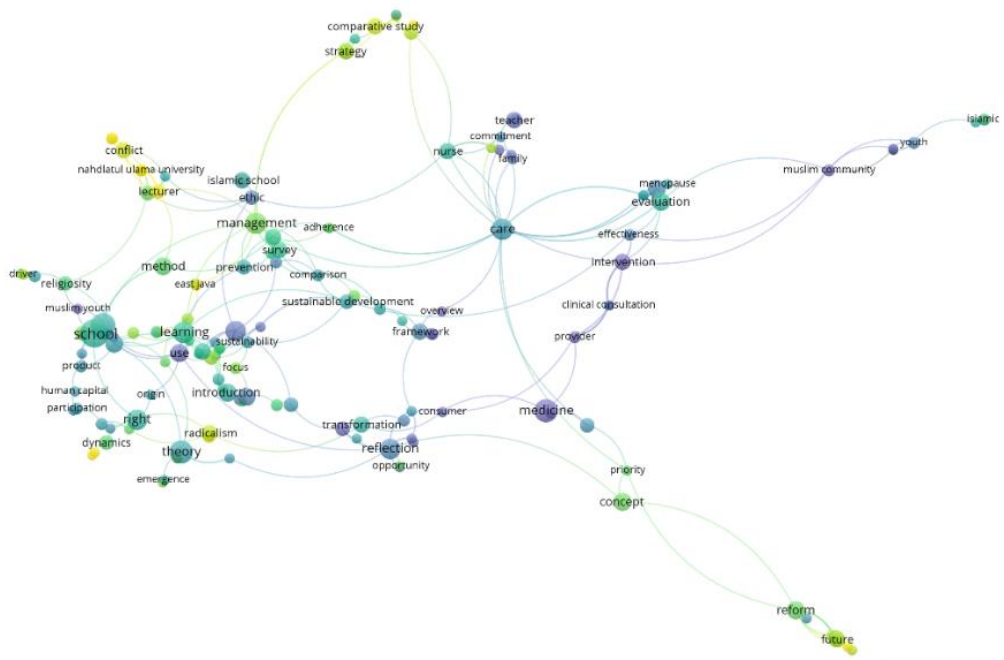 comparative study
strategy
teacher
islamic
commitment
conflict
nurse
family
youth
nahdlatul ulama university
muslim community
islamic school
menopause
lecturer
ethic
evaluation
management
adherence
care
effectiveness
survey
method
prevention
comparison
intervention
driver
religiosity
east java
sustainable development
clinical consultation
muslim youth
overview
school
learning
framework
provider
use
sustainability
product
focus
human capital
origin
introduction
participation
consumer
medicine
right
transformation
radicalism
dynamics
theory
reflection
opportunity
priority
emergence
concept
reform
future